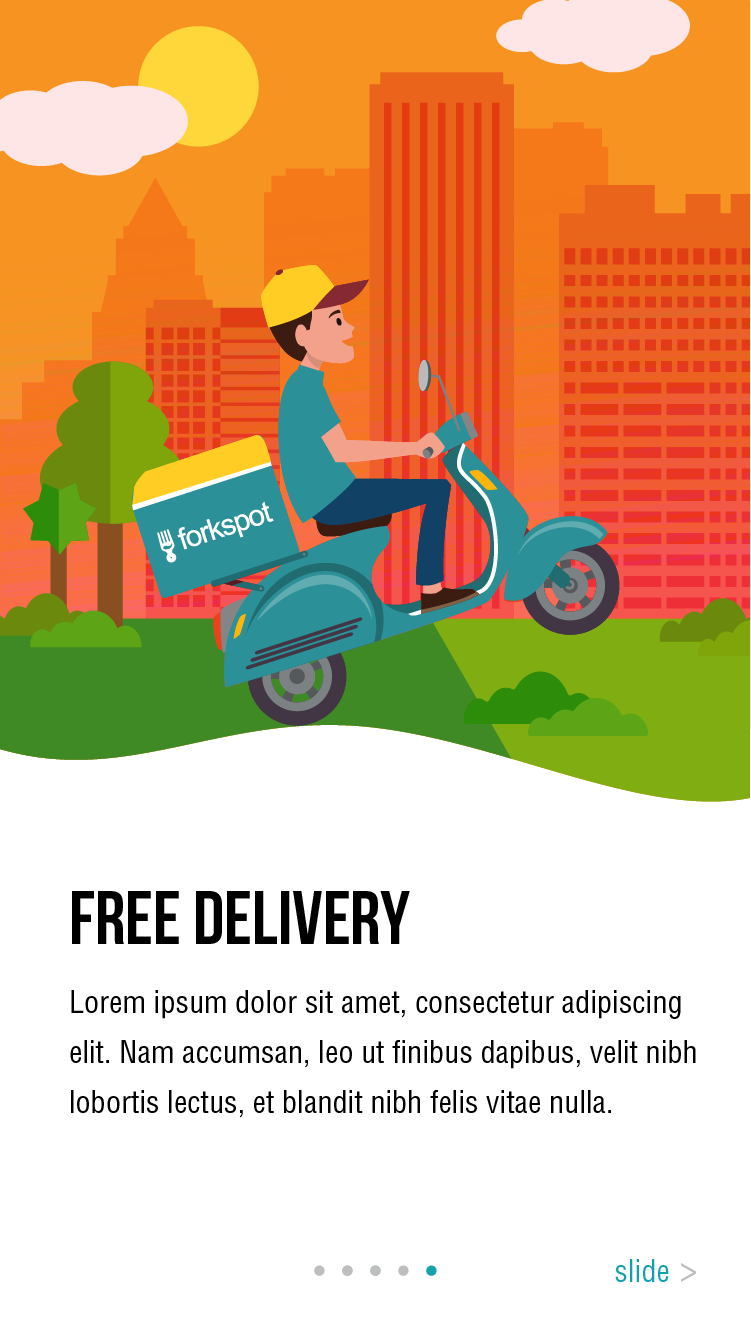 forkspot
FREE DELIVERY
Lorem ipsum dolor sit amet, consectetur adipiscing
elit. Nam accumsan, leo ut finibus dapibus, velit nibh
lobortis lectus, et blandit nibh felis vitae nulla.
slide >